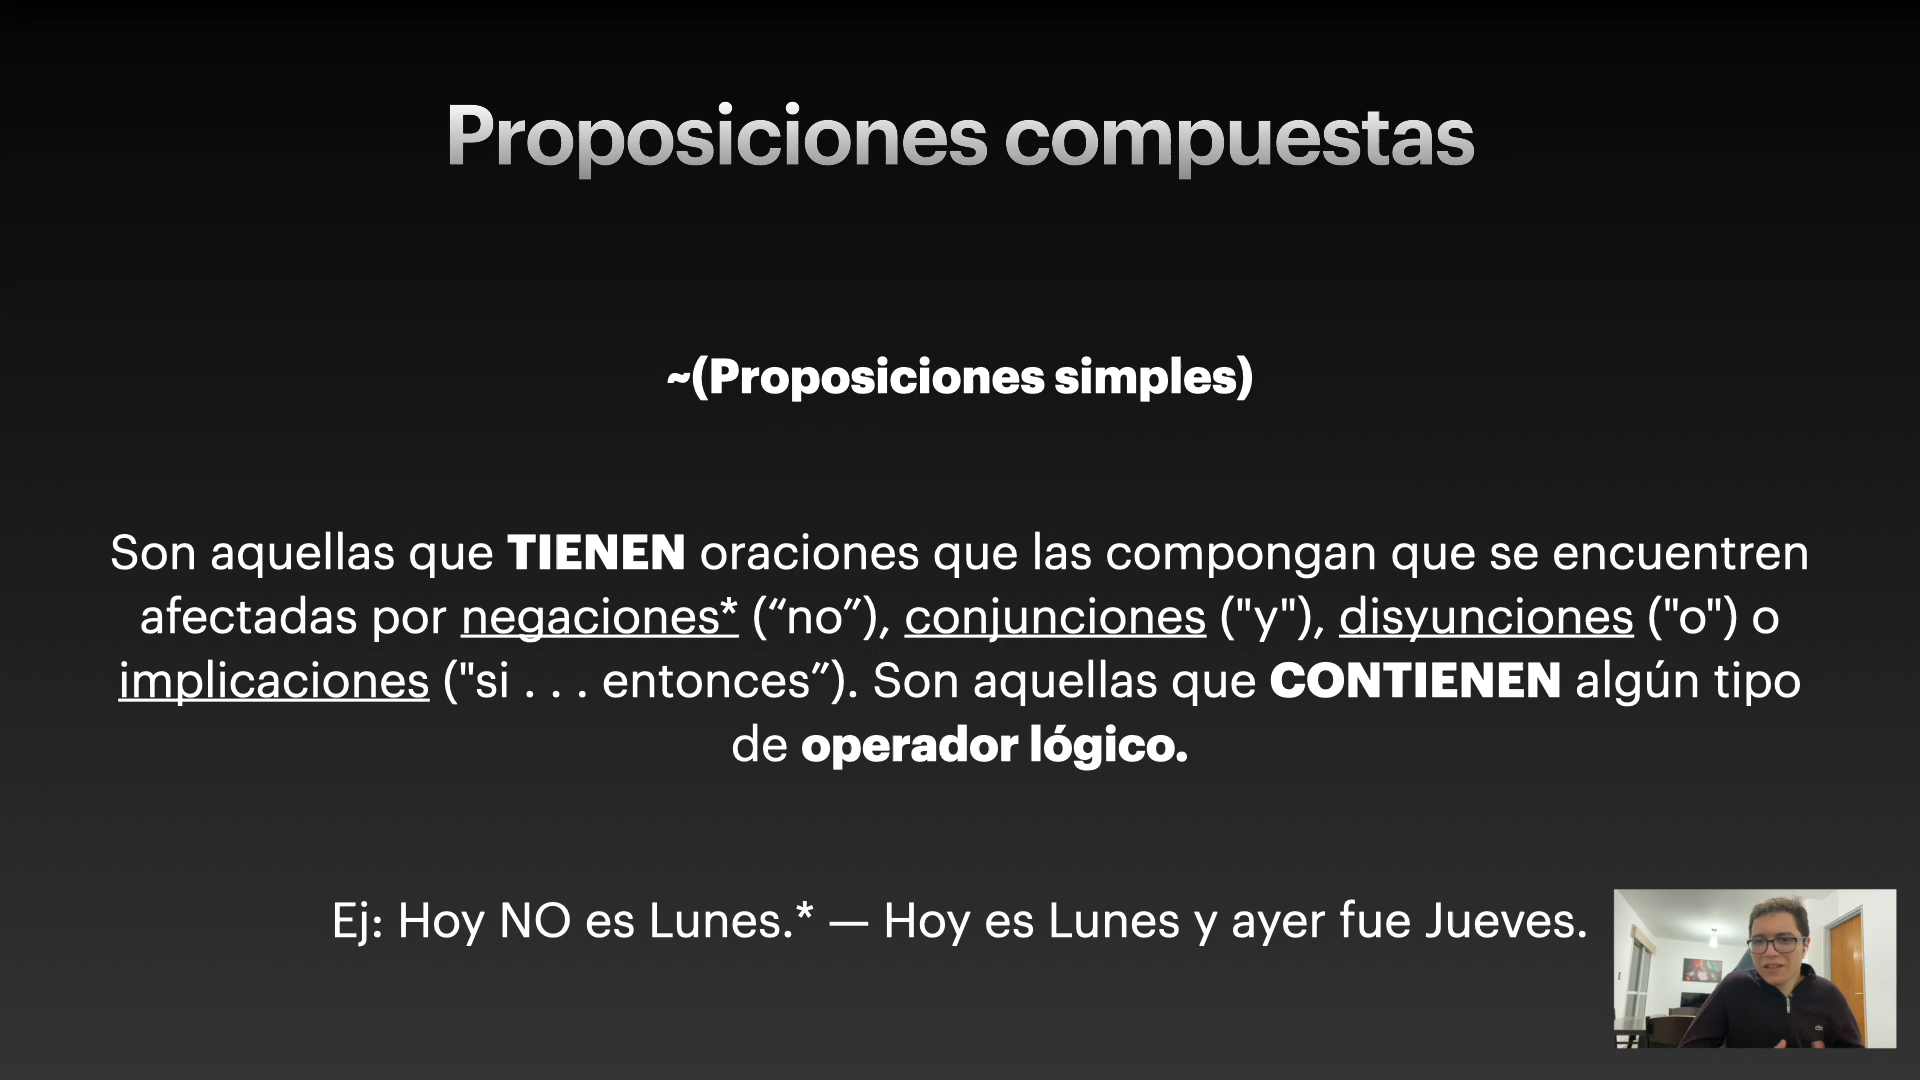 Proposiciones compuestas
~(Proposiciones simples)
Son aquellas que TIENEN oraciones que las compongan que se encuentren
afectadas por negaciones* (“no”), conjunciones ("y"), disyunciones ("o") o
implicaciones ("si . . . entonces”). Son aquellas que CONTIENEN algún tipo
de operador lógico.
Ej: Hoy NO es Lunes.* — Hoy es Lunes y ayer fue Jueves.